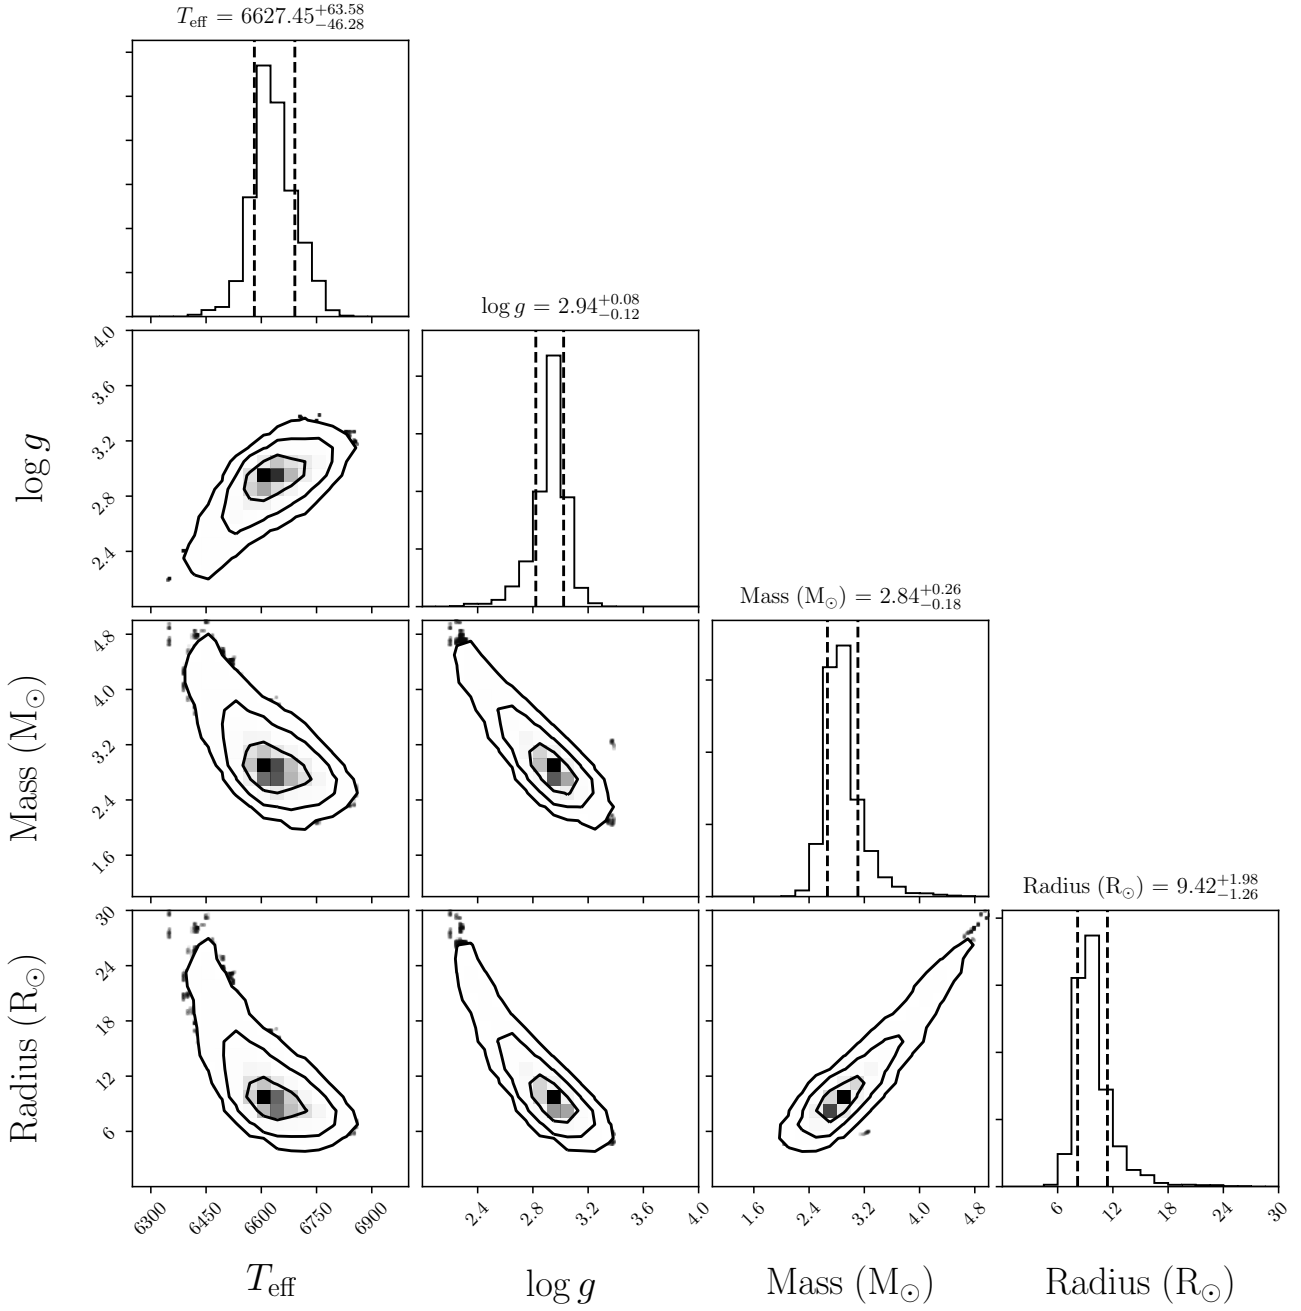 T_eff = 6627.45^{+63.58}_{-46.28}
4.0
3.6
3.2
2.8
2.4
log g
log g = 2.94^{+0.08}_{-0.12}
4.8
4.0
3.2
2.4
1.6
Mass (M_⊙)
Mass (M_⊙) = 2.84^{+0.26}_{-0.18}
30
24
18
12
6
Radius (R_⊙)
Radius (R_⊙) = 9.42^{+1.98}_{-1.26}
6300 6450 6600 6750 6900
2.4 2.8 3.2 3.6 4.0
1.6 2.4 3.2 4.0 4.8
6 12 18 24 30
T_eff log g Mass (M_⊙) Radius (R_⊙)